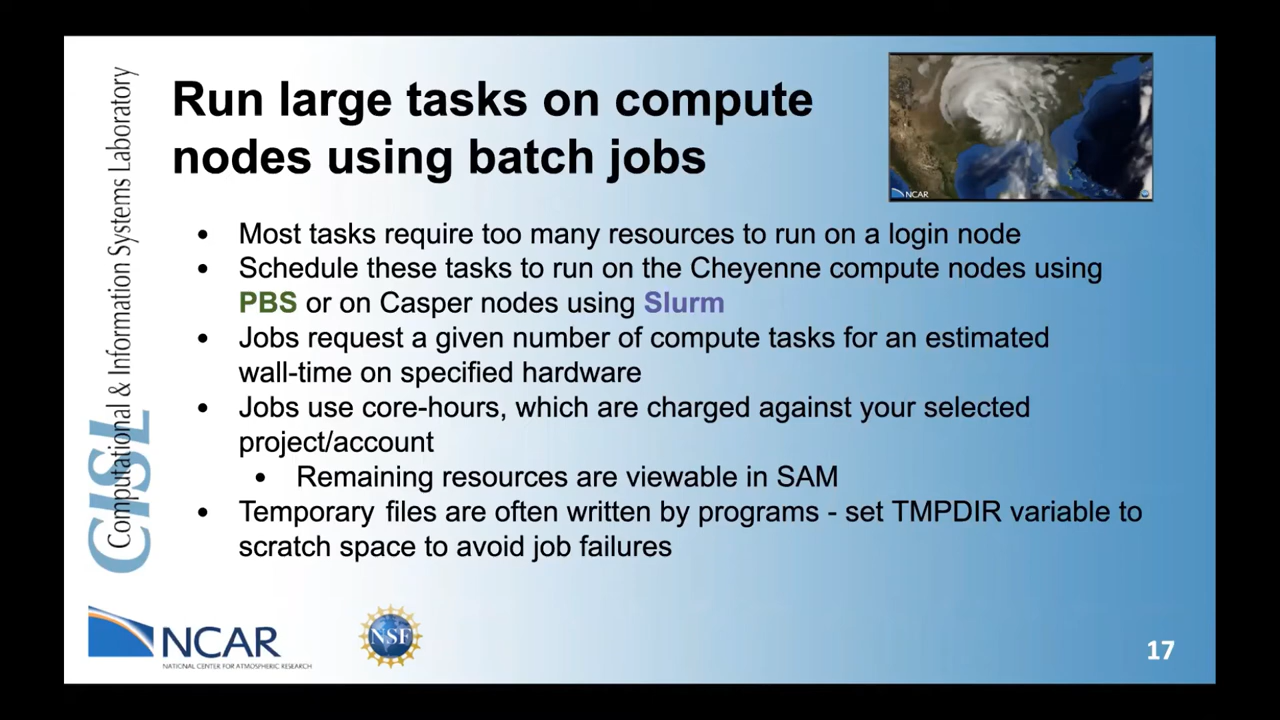 Run large tasks on compute
nodes using batch jobs
NCAR
Computational & Information Systems Laboratory
CISL
• Most tasks require too many resources to run on a login node
• Schedule these tasks to run on the Cheyenne compute nodes using
PBS or on Casper nodes using Slurm
• Jobs request a given number of compute tasks for an estimated
wall-time on specified hardware
• Jobs use core-hours, which are charged against your selected
project/account
• Remaining resources are viewable in SAM
• Temporary files are often written by programs - set TMPDIR variable to
scratch space to avoid job failures
NCAR
NATIONAL CENTER FOR ATMOSPHERIC RESEARCH
NSF
17